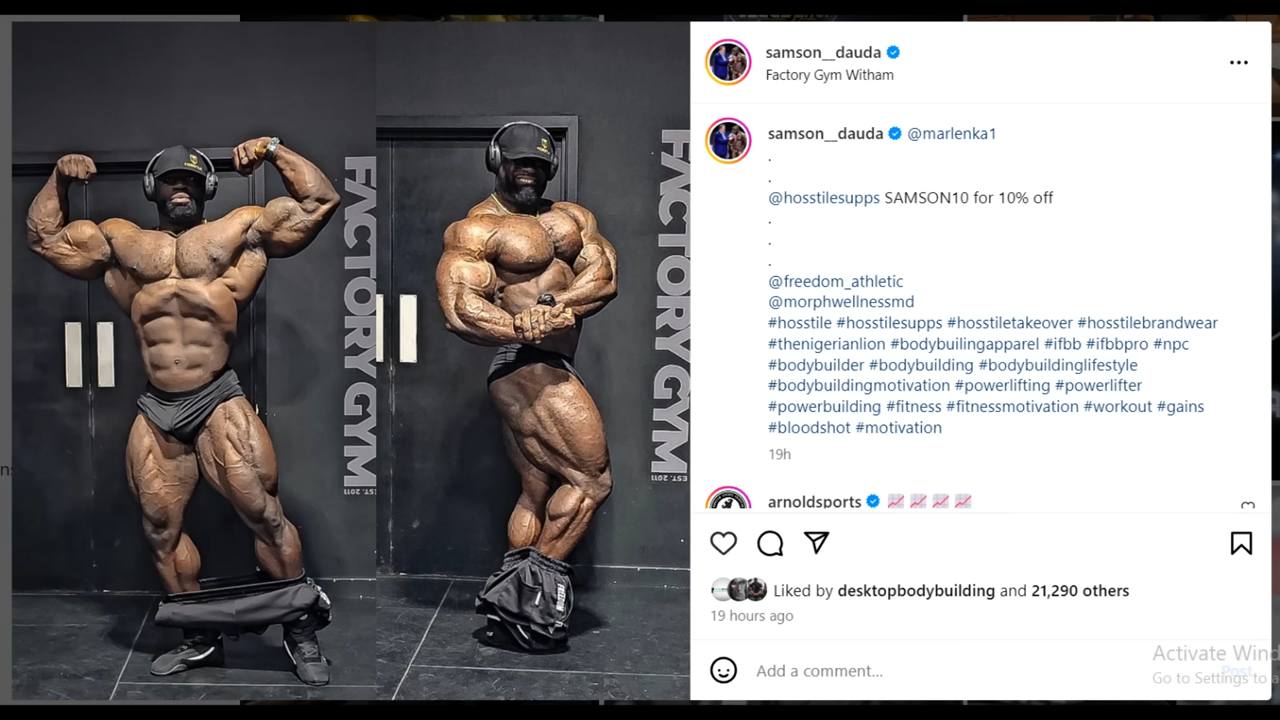 FACTORY GYM
EST. 2011
FACTORY GYM
EST. 2011
samson__dauda
Factory Gym Witham
samson__dauda @marlenka1
.
.
@hosstilesupps SAMSON10 for 10% off
.
.
.
@freedom_athletic
@morphwellnessmd
#hosstile #hosstilesupps #hosstiletakeover #hosstilebrandwear
#thenigerianlion #bodybuilingapparel #ifbb #ifbbpro #npc
#bodybuilder #bodybuilding #bodybuildinglifestyle
#bodybuildingmotivation #powerlifting #powerlifter
#powerbuilding #fitness #fitnessmotivation #workout #gains
#bloodshot #motivation
19h
arnoldsports 📈 📈 📈 📈
Liked by desktopbodybuilding and 21,290 others
19 hours ago
Add a comment...
Post
Activate Wind
Go to Settings to a